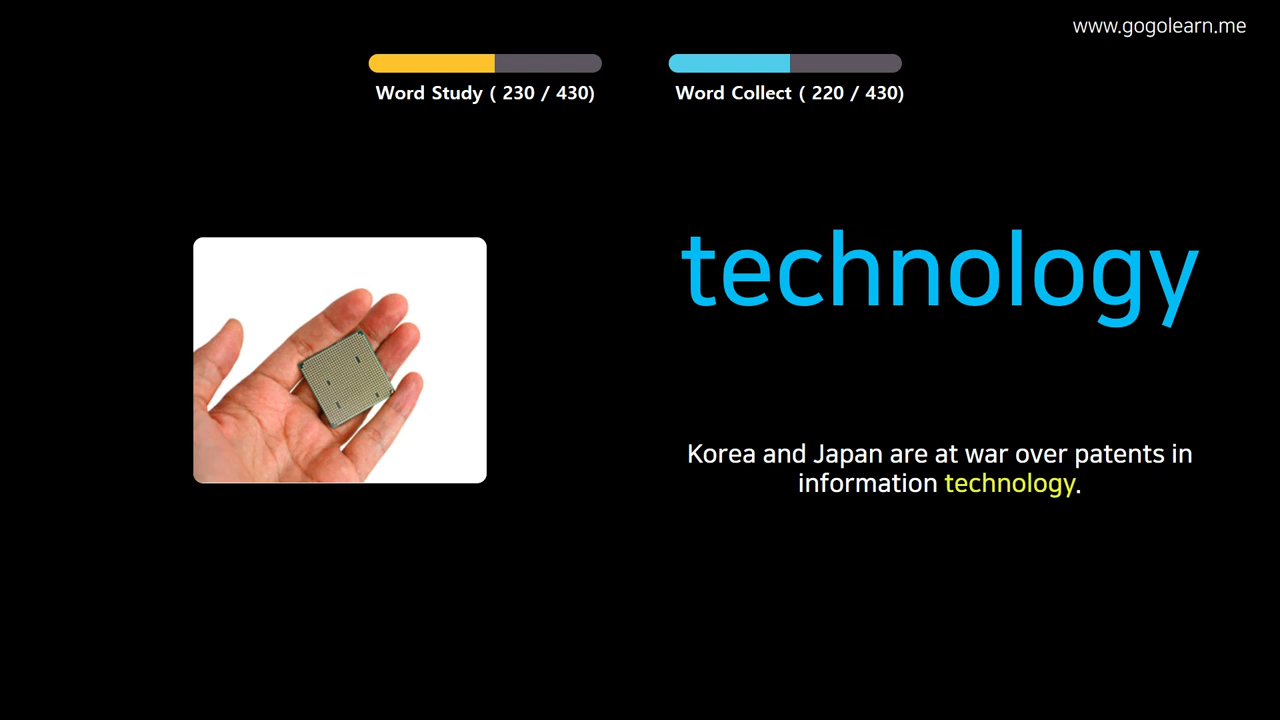 www.gogolearn.me
Word Study ( 230 / 430)
Word Collect ( 220 / 430)
technology
Korea and Japan are at war over patents in
information technology.